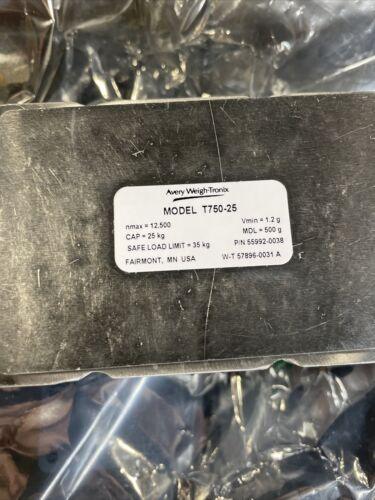 Avery Weigh-Tronix
MODEL T750-25
nmax = 12,500 Vmin = 1.2 g
CAP = 25 kg MDL = 500 g
SAFE LOAD LIMIT = 35 kg P/N 55992-0038
FAIRMONT, MN USA W-T 57896-0031 A